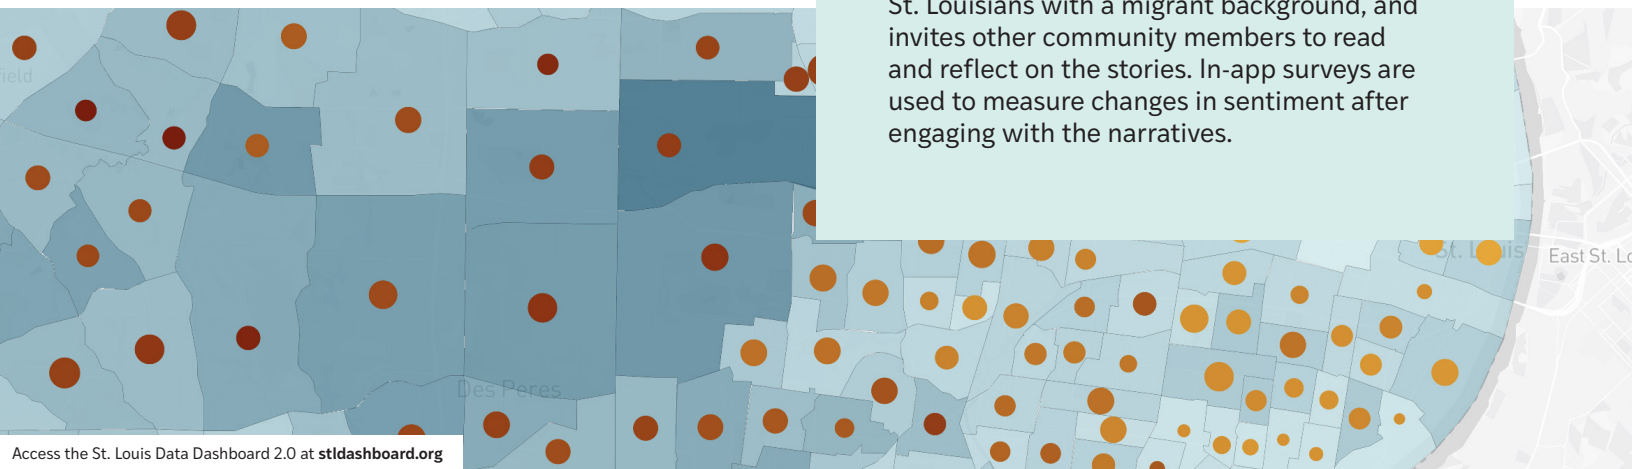 St. Louisians with a migrant background, and
invites other community members to read
and reflect on the stories. In-app surveys are
used to measure changes in sentiment after
engaging with the narratives.
St. Louis
East St. Lo
Des Peres
Access the St. Louis Data Dashboard 2.0 at stldashboard.org